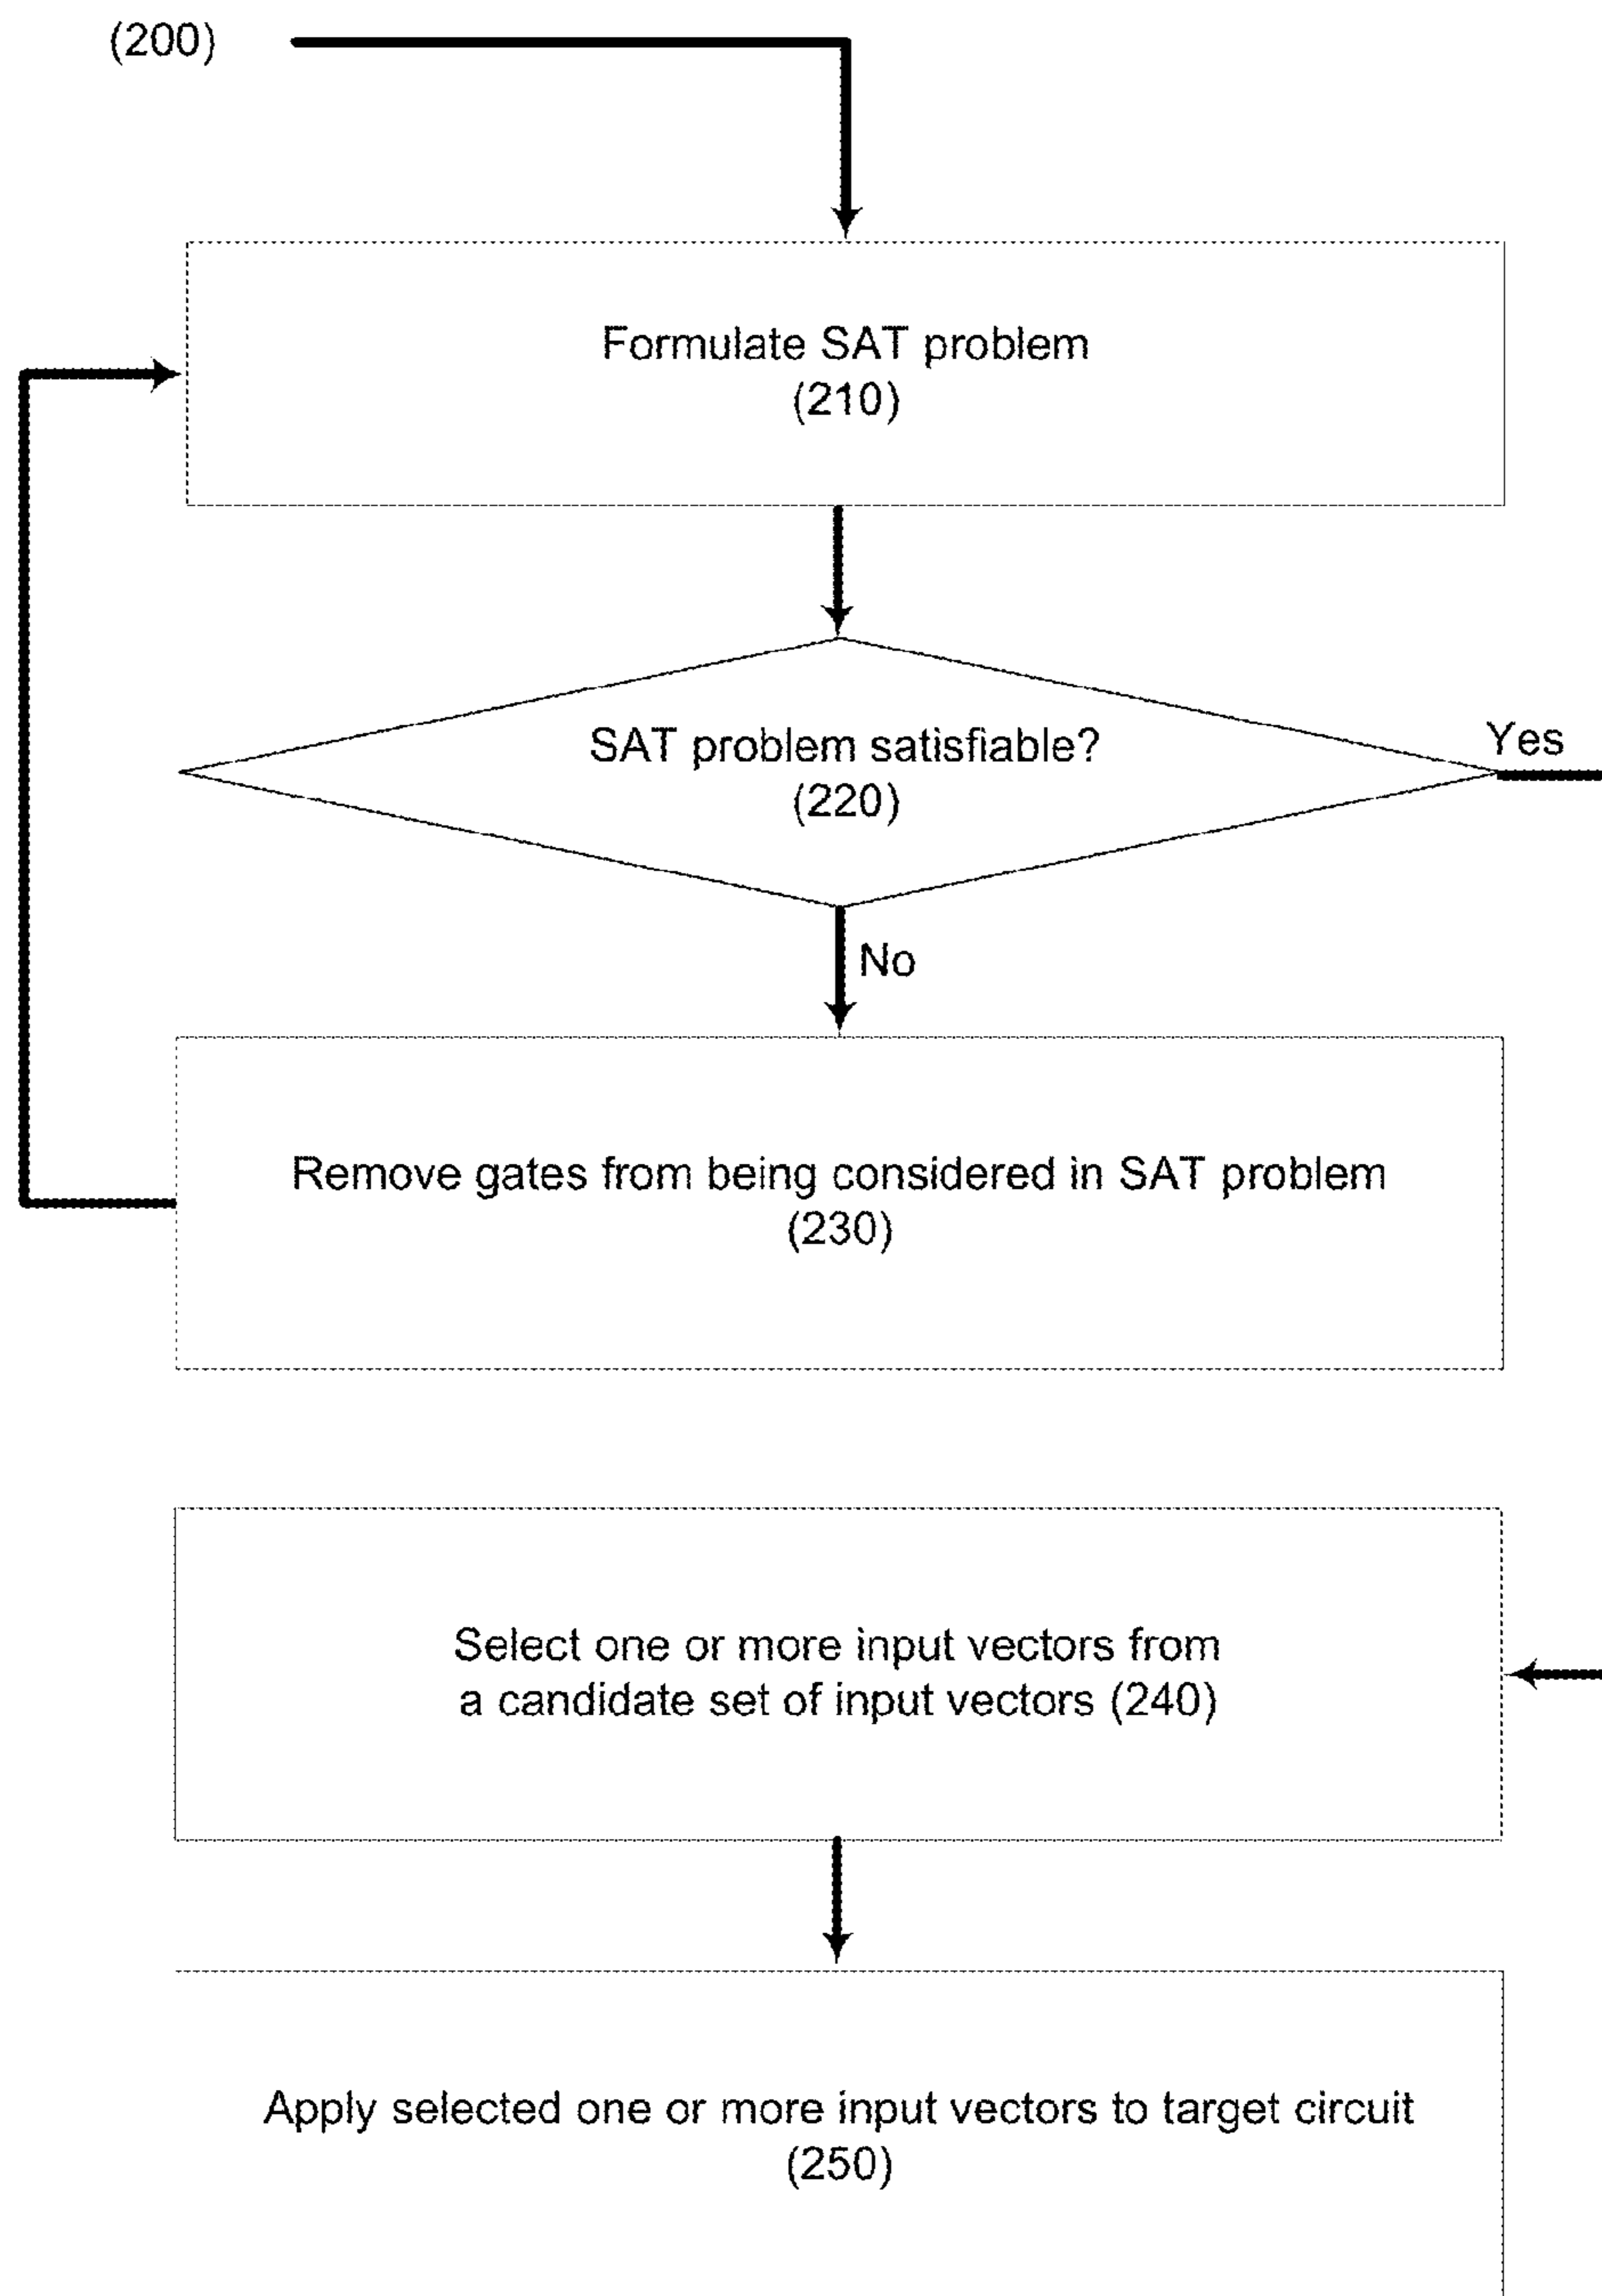 (200)
Formulate SAT problem
(210)
SAT problem satisfiable?
(220)
Yes
No
Remove gates from being considered in SAT problem
(230)
Select one or more input vectors from
a candidate set of input vectors (240)
Apply selected one or more input vectors to target circuit
(250)